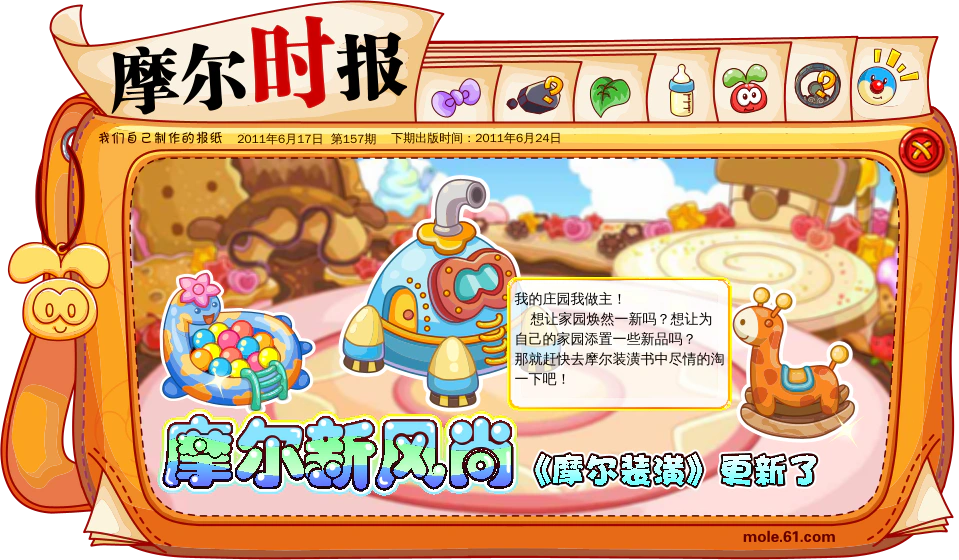 摩尔时报
我们自己制作的报纸 2011年6月17日 第157期 下期出版时间：2011年6月24日
我的庄园我做主！
想让家园焕然一新吗？想让为
自己的家园添置一些新品吗？
那就赶快去摩尔装潢书中尽情的淘
一下吧！
摩尔新风尚
《摩尔装潢》更新了
mole.61.com